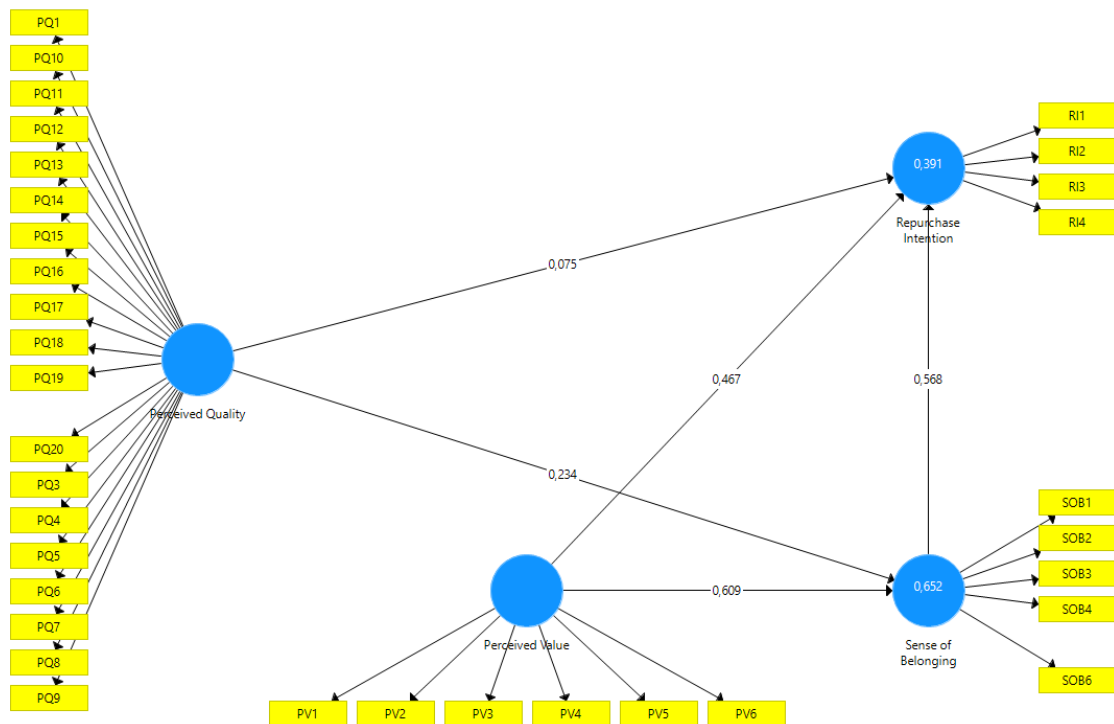 PQ1
PQ10
PQ11
PQ12
PQ13
PQ14
PQ15
PQ16
PQ17
PQ18
PQ19
PQ20
PQ3
PQ4
PQ5
PQ6
PQ7
PQ8
PQ9
Perceived Quality
0,075
0,467
0,234
0,609
0,568
Perceived Value
PV1
PV2
PV3
PV4
PV5
PV6
0,391
Repurchase
Intention
RI1
RI2
RI3
RI4
0,652
Sense of
Belonging
SOB1
SOB2
SOB3
SOB4
SOB6